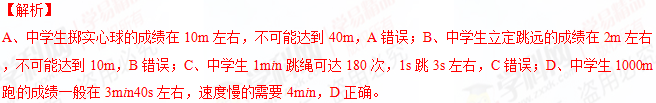 【解析】
A、中学生掷实心球的成绩在 10m 左右，不可能达到 40m，A 错误；B、中学生立定跳远的成绩在 2m 左右
，不可能达到 10m，B 错误；C、中学生 1m/n 跳绳可达 180 次，1s 跳 3s 左右，C 错误；D、中学生 1000m
跑的成绩一般在 3m/n40s 左右，速度慢的需要 4m/n，D 正确。